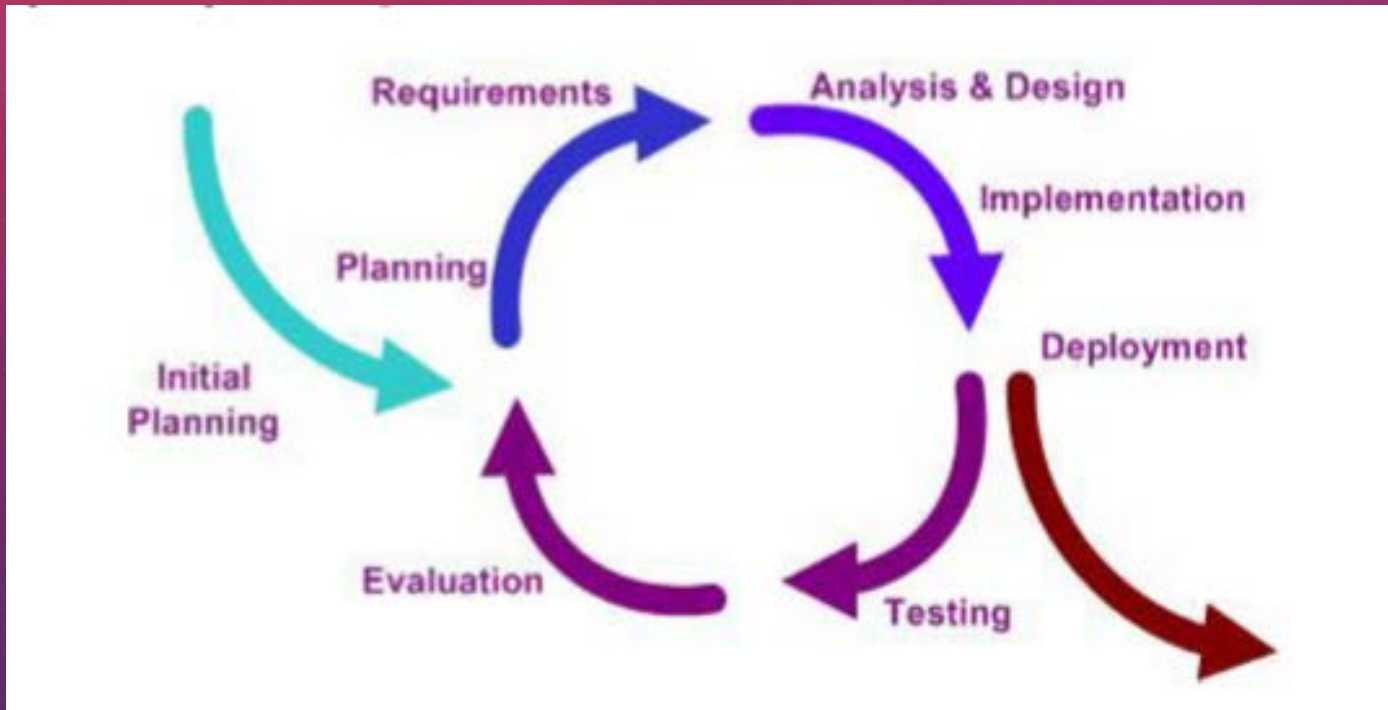 Requirements
Analysis & Design
Implementation
Planning
Deployment
Initial
Planning
Evaluation
Testing